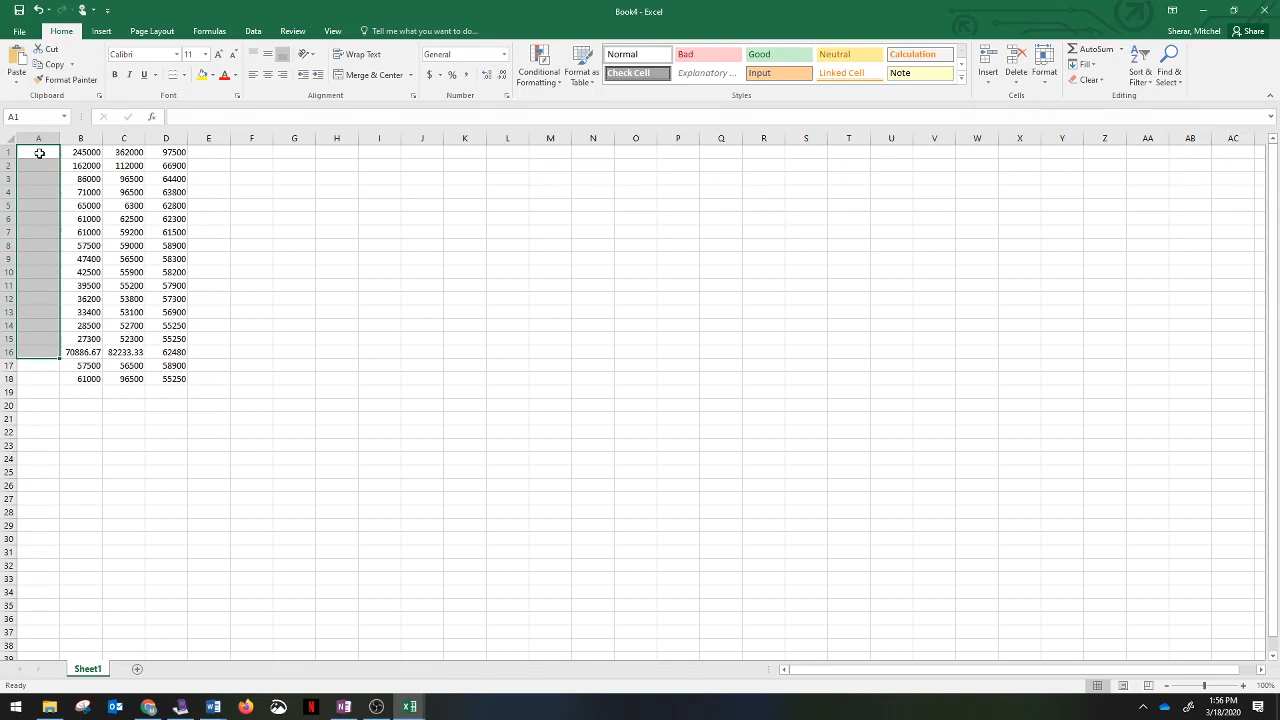 Book4 - Excel
Sherar, Mitchel
Share
File Home Insert Page Layout Formulas Data Review View Tell me what you want to do...
Paste
Cut
Copy
Format Painter
Clipboard
Calibri 11
B I U
Font
Wrap Text
Merge & Center
Alignment
General
$ % ,
Number
Conditional Formatting
Format as Table
Normal Bad Good Neutral Calculation
Check Cell Explanatory ... Input Linked Cell Note
Styles
Insert Delete Format
Cells
AutoSum
Fill
Clear
Sort & Filter
Find & Select
Editing
A1
fx
A B C D E F G H I J K L M N O P Q R S T U V W X Y Z AA AB AC
1 245000 362000 97500
2 162000 112000 66900
3 86000 96500 64400
4 71000 96500 63800
5 65000 6300 62800
6 61000 62500 62300
7 61000 59200 61500
8 57500 59000 58900
9 47400 56500 58300
10 42500 55900 58200
11 39500 55200 57900
12 36200 53800 57300
13 33400 53100 56900
14 28500 52700 55250
15 27300 52300 55250
16 70886.67 82233.33 62480
17 57500 56500 58900
18 61000 96500 55250
19
20
21
22
23
24
25
26
27
28
29
30
31
32
33
34
35
36
37
38
Sheet1
Ready
100%
1:56 PM
3/18/2020